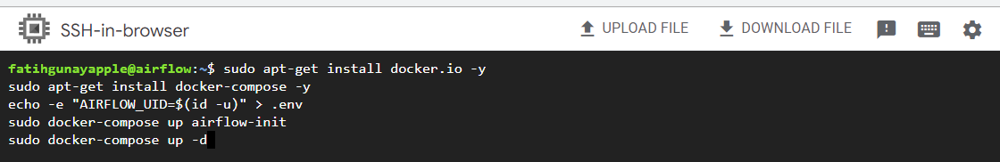 SSH-in-browser UPLOAD FILE DOWNLOAD FILE
fatihgunayapple@airflow:~$ sudo apt-get install docker.io -y
sudo apt-get install docker-compose -y
echo -e "AIRFLOW_UID=$(id -u)" > .env
sudo docker-compose up airflow-init
sudo docker-compose up -d